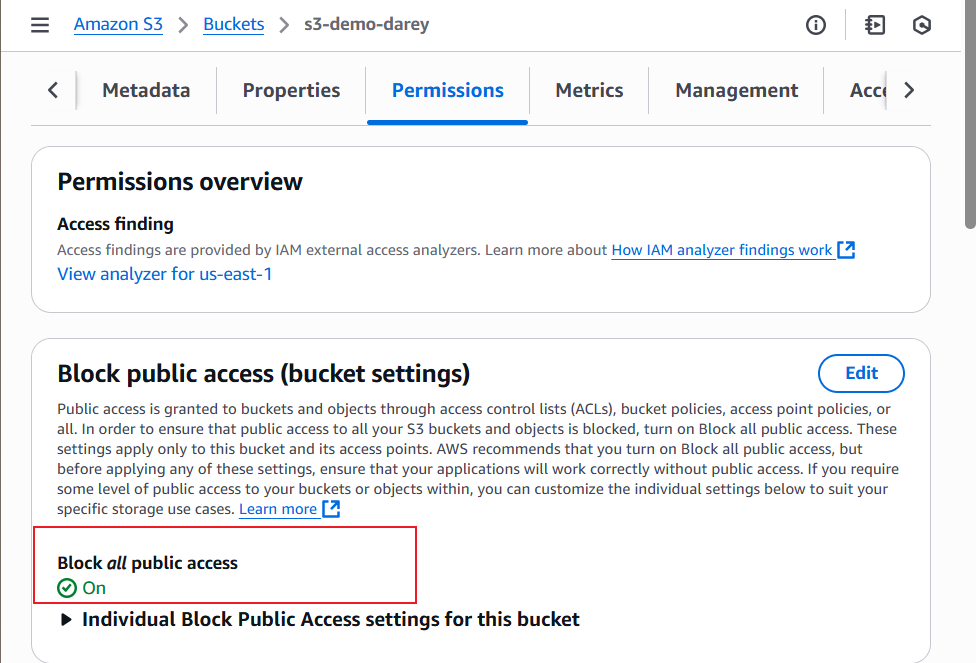 Amazon S3 > Buckets > s3-demo-darey
Metadata Properties Permissions Metrics Management Acce
Permissions overview
Access finding
Access findings are provided by IAM external access analyzers. Learn more about How IAM analyzer findings work
View analyzer for us-east-1
Block public access (bucket settings)
Edit
Public access is granted to buckets and objects through access control lists (ACLs), bucket policies, access point policies, or
all. In order to ensure that public access to all your S3 buckets and objects is blocked, turn on Block all public access. These
settings apply only to this bucket and its access points. AWS recommends that you turn on Block all public access, but
before applying any of these settings, ensure that your applications will work correctly without public access. If you require
some level of public access to your buckets or objects within, you can customize the individual settings below to suit your
specific storage use cases. Learn more
Block all public access
On
Individual Block Public Access settings for this bucket